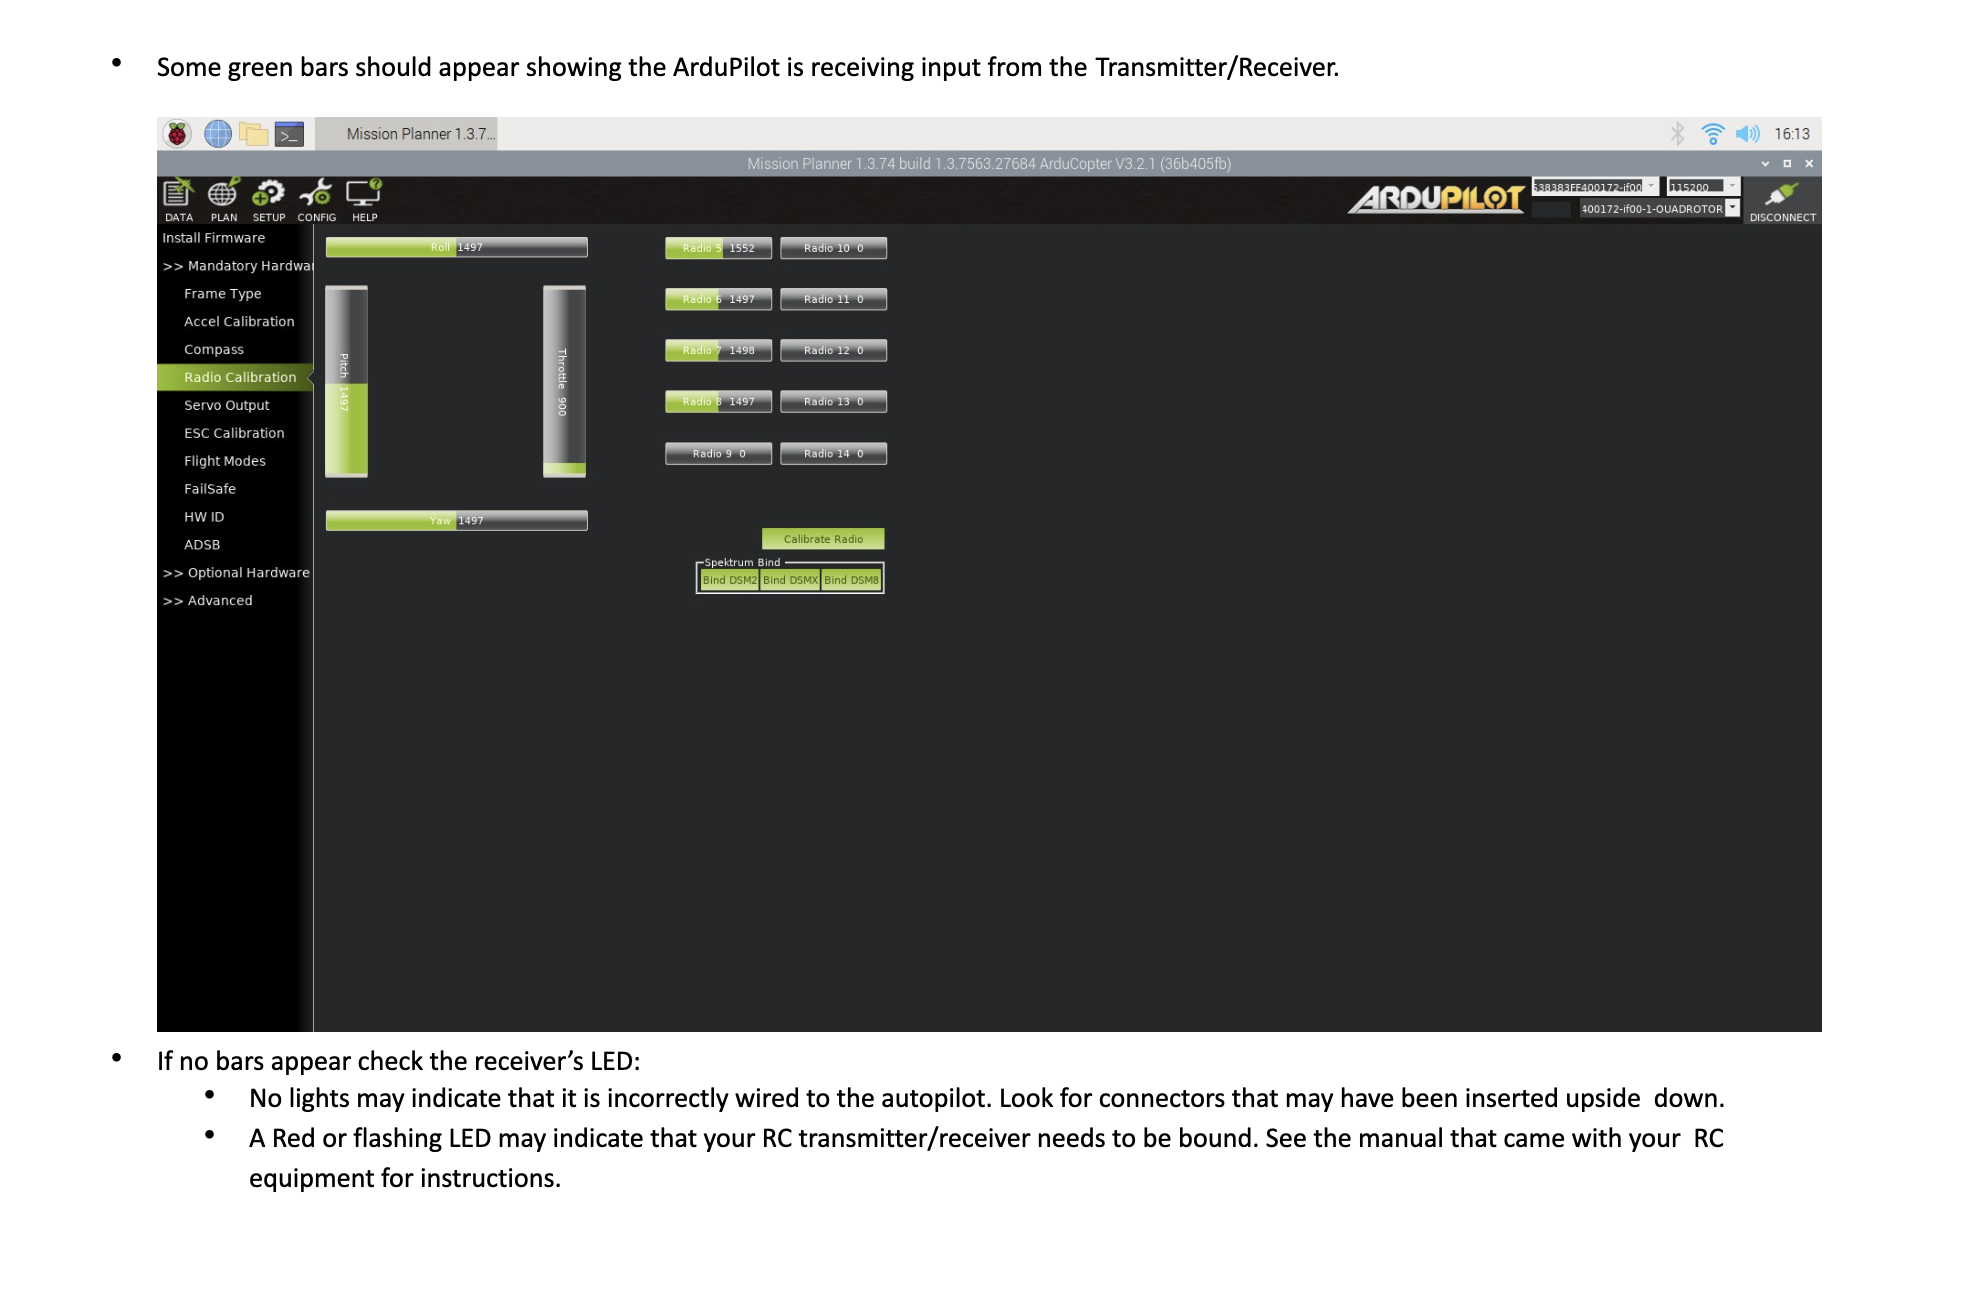 • Some green bars should appear showing the ArduPilot is receiving input from the Transmitter/Receiver.
Mission Planner 1.3.7...
16:13
Mission Planner 1.3.74 build 1.3.7563.27684 ArduCopter V3.2.1 (36b405fb)
DATA PLAN SETUP CONFIG HELP
ARDUPILOT
538383FF400172-if00 115200
400172-if00-1-QUADROTOR
DISCONNECT
Install Firmware
>> Mandatory Hardwar
Frame Type
Accel Calibration
Compass
Radio Calibration
Servo Output
ESC Calibration
Flight Modes
FailSafe
HW ID
ADSB
>> Optional Hardware
>> Advanced
Roll 1497
Pitch 1497
Throttle 900
Yaw 1497
Radio 5 1552 Radio 10 0
Radio 6 1497 Radio 11 0
Radio 7 1498 Radio 12 0
Radio 8 1497 Radio 13 0
Radio 9 0 Radio 14 0
Calibrate Radio
Spektrum Bind
Bind DSM2 Bind DSMX Bind DSM8
• If no bars appear check the receiver’s LED:
• No lights may indicate that it is incorrectly wired to the autopilot. Look for connectors that may have been inserted upside down.
• A Red or flashing LED may indicate that your RC transmitter/receiver needs to be bound. See the manual that came with your RC
equipment for instructions.